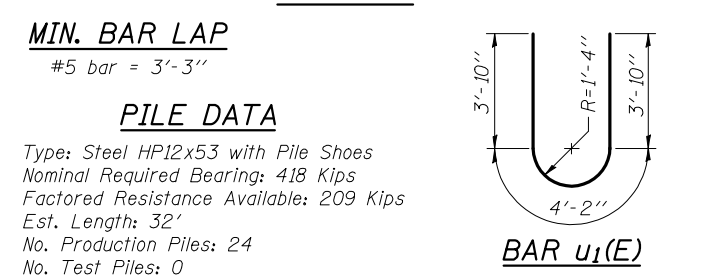 MIN. BAR LAP
#5 bar = 3'-3"
PILE DATA
Type: Steel HP12x53 with Pile Shoes
Nominal Required Bearing: 418 Kips
Factored Resistance Available: 209 Kips
Est. Length: 32'
No. Production Piles: 24
No. Test Piles: 0
3'-10"
R=1'-4"
3'-10"
4'-2"
BAR u1(E)